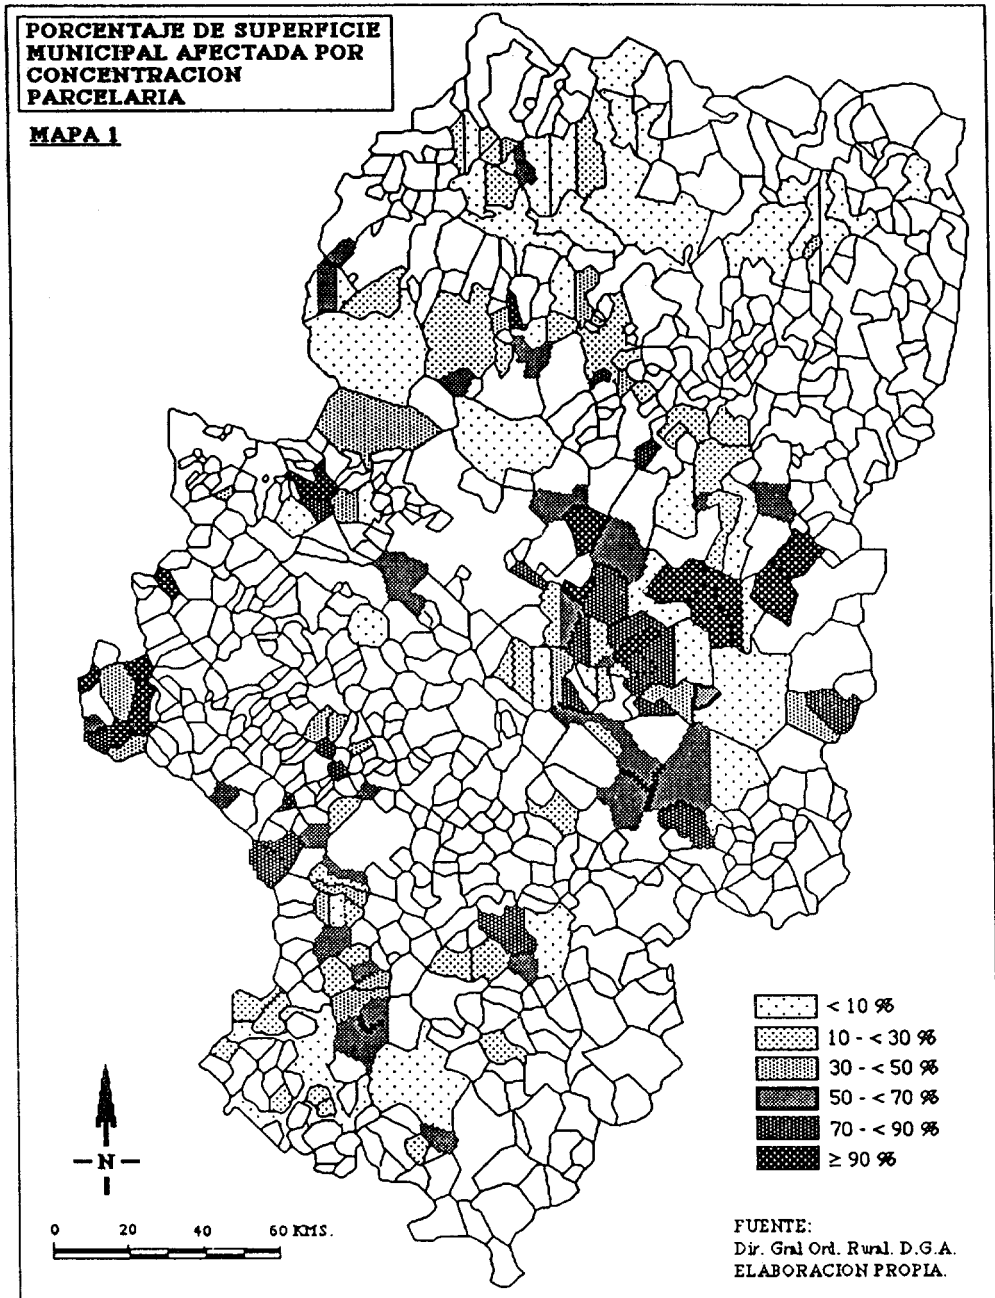 PORCENTAJE DE SUPERFICIE
MUNICIPAL AFECTADA POR
CONCENTRACION
PARCELARIA
MAPA 1
< 10 %
10 - < 30 %
30 - < 50 %
50 - < 70 %
70 - < 90 %
≥ 90 %
N
0 20 40 60 KMS.
FUENTE:
Dir. Gral Ord. Rural. D.G.A.
ELABORACION PROPIA.